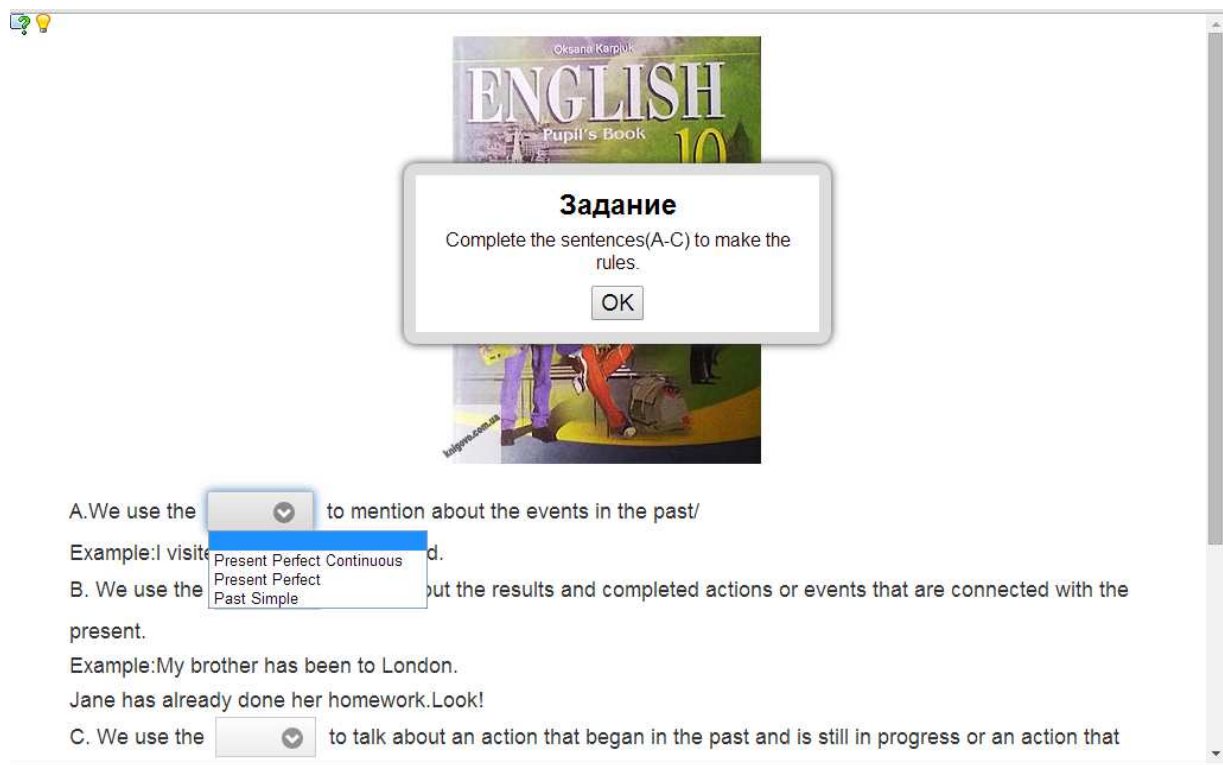 Oksana Karpjuk
ENGLISH
Pupil's Book
10
Задание
Complete the sentences(A-C) to make the
rules.
OK
knigovo.com.ua
A.We use the to mention about the events in the past/
Example:I visite d.
Present Perfect Continuous
Present Perfect
Past Simple
B. We use the out the results and completed actions or events that are connected with the
present.
Example:My brother has been to London.
Jane has already done her homework.Look!
C. We use the to talk about an action that began in the past and is still in progress or an action that